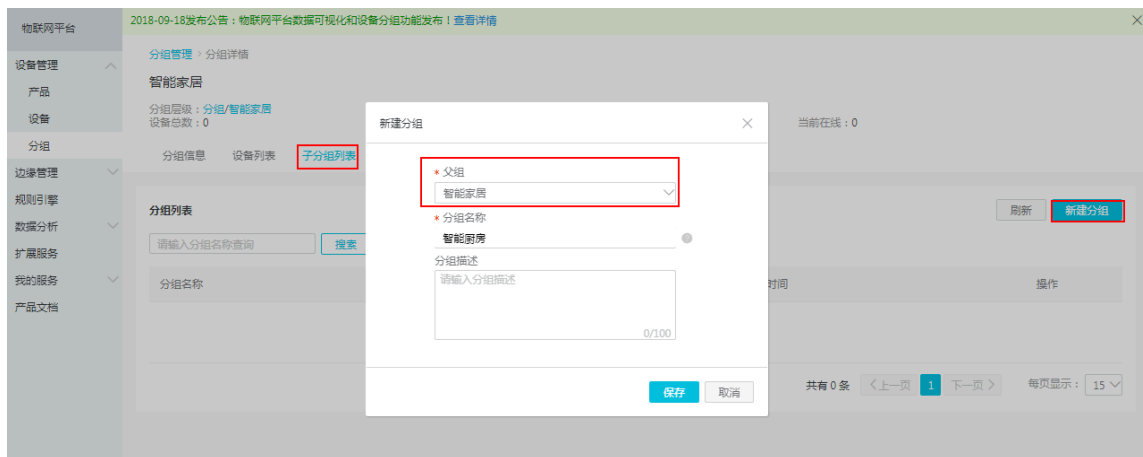 物联网平台
2018-09-18发布公告：物联网平台数据可视化和设备分组功能发布！查看详情
设备管理
产品
设备
分组
边缘管理
规则引擎
数据分析
扩展服务
我的服务
产品文档
分组管理 > 分组详情
智能家居
分组层级：分组/智能家居
设备总数：0
当前在线：0
分组信息 设备列表 子分组列表
分组列表
刷新 新建分组
请输入分组名称查询 搜索
分组名称
时间
操作
共有0条 〈上一页 1 下一页〉 每页显示： 15
新建分组
* 父组
智能家居
* 分组名称
智能厨房
分组描述
请输入分组描述
0/100
保存 取消